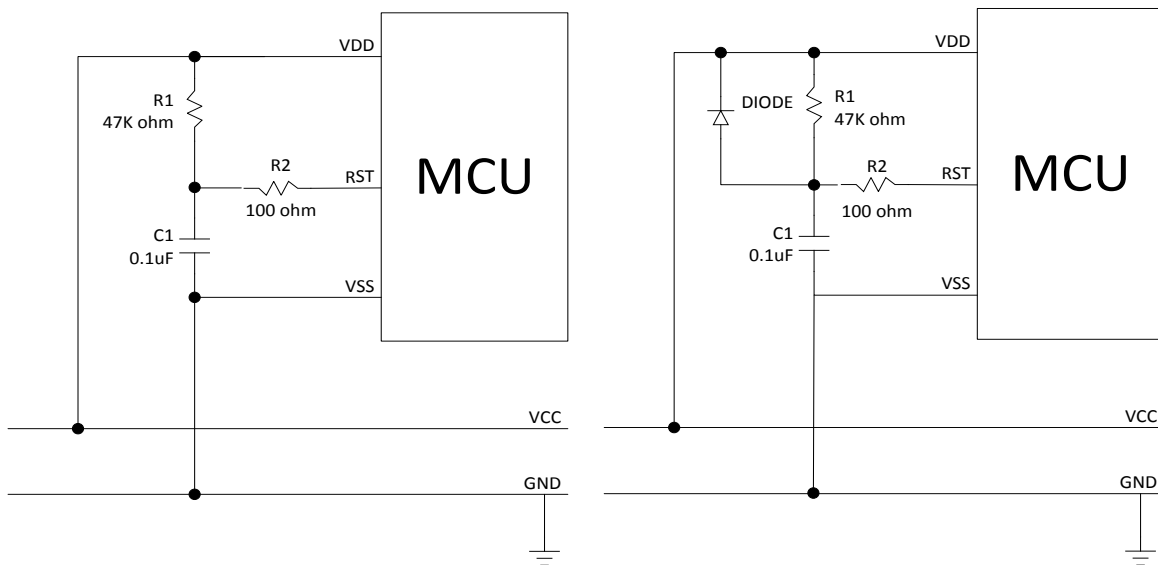 VDD
R1
47K ohm
R2
RST
100 ohm
MCU
C1
0.1uF
VSS
VCC
GND
VDD
DIODE
R1
47K ohm
R2
RST
100 ohm
MCU
C1
0.1uF
VSS
VCC
GND